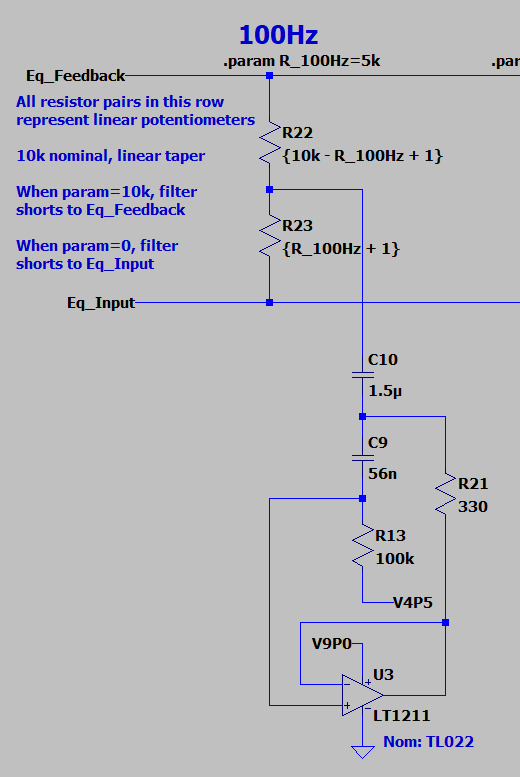 100Hz
.param R_100Hz=5k
.par
Eq_Feedback
All resistor pairs in this row
represent linear potentiometers
10k nominal, linear taper
When param=10k, filter
shorts to Eq_Feedback
When param=0, filter
shorts to Eq_Input
R22
{10k - R_100Hz + 1}
R23
{R_100Hz + 1}
Eq_Input
C10
1.5µ
C9
56n
R21
330
R13
100k
V4P5
V9P0
U3
LT1211
Nom: TL022